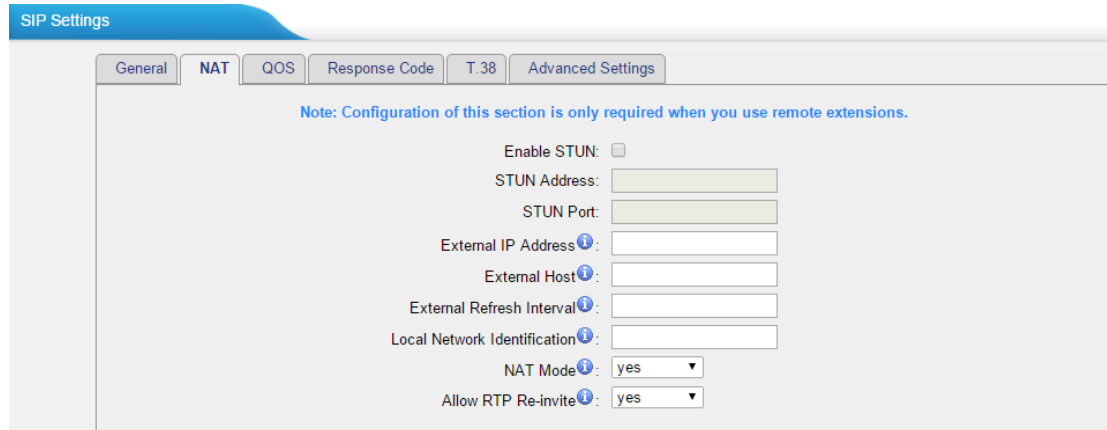 SIP Settings
General NAT QOS Response Code T.38 Advanced Settings
Note: Configuration of this section is only required when you use remote extensions.
Enable STUN:
STUN Address:
STUN Port:
External IP Address:
External Host:
External Refresh Interval:
Local Network Identification:
NAT Mode: yes
Allow RTP Re-invite: yes